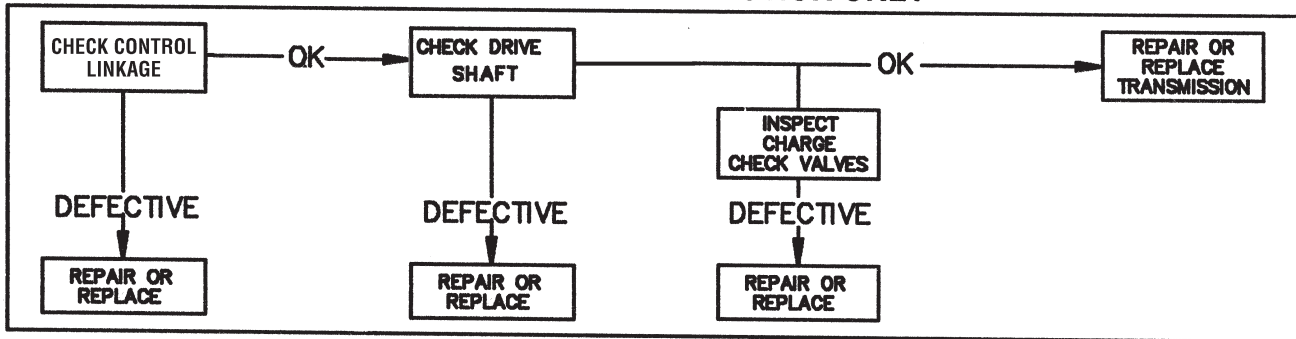 CHECK CONTROL
LINKAGE
OK
CHECK DRIVE
SHAFT
OK
REPAIR OR
REPLACE
TRANSMISSION
INSPECT
CHARGE
CHECK VALVES
DEFECTIVE
DEFECTIVE
DEFECTIVE
REPAIR OR
REPLACE
REPAIR OR
REPLACE
REPAIR OR
REPLACE